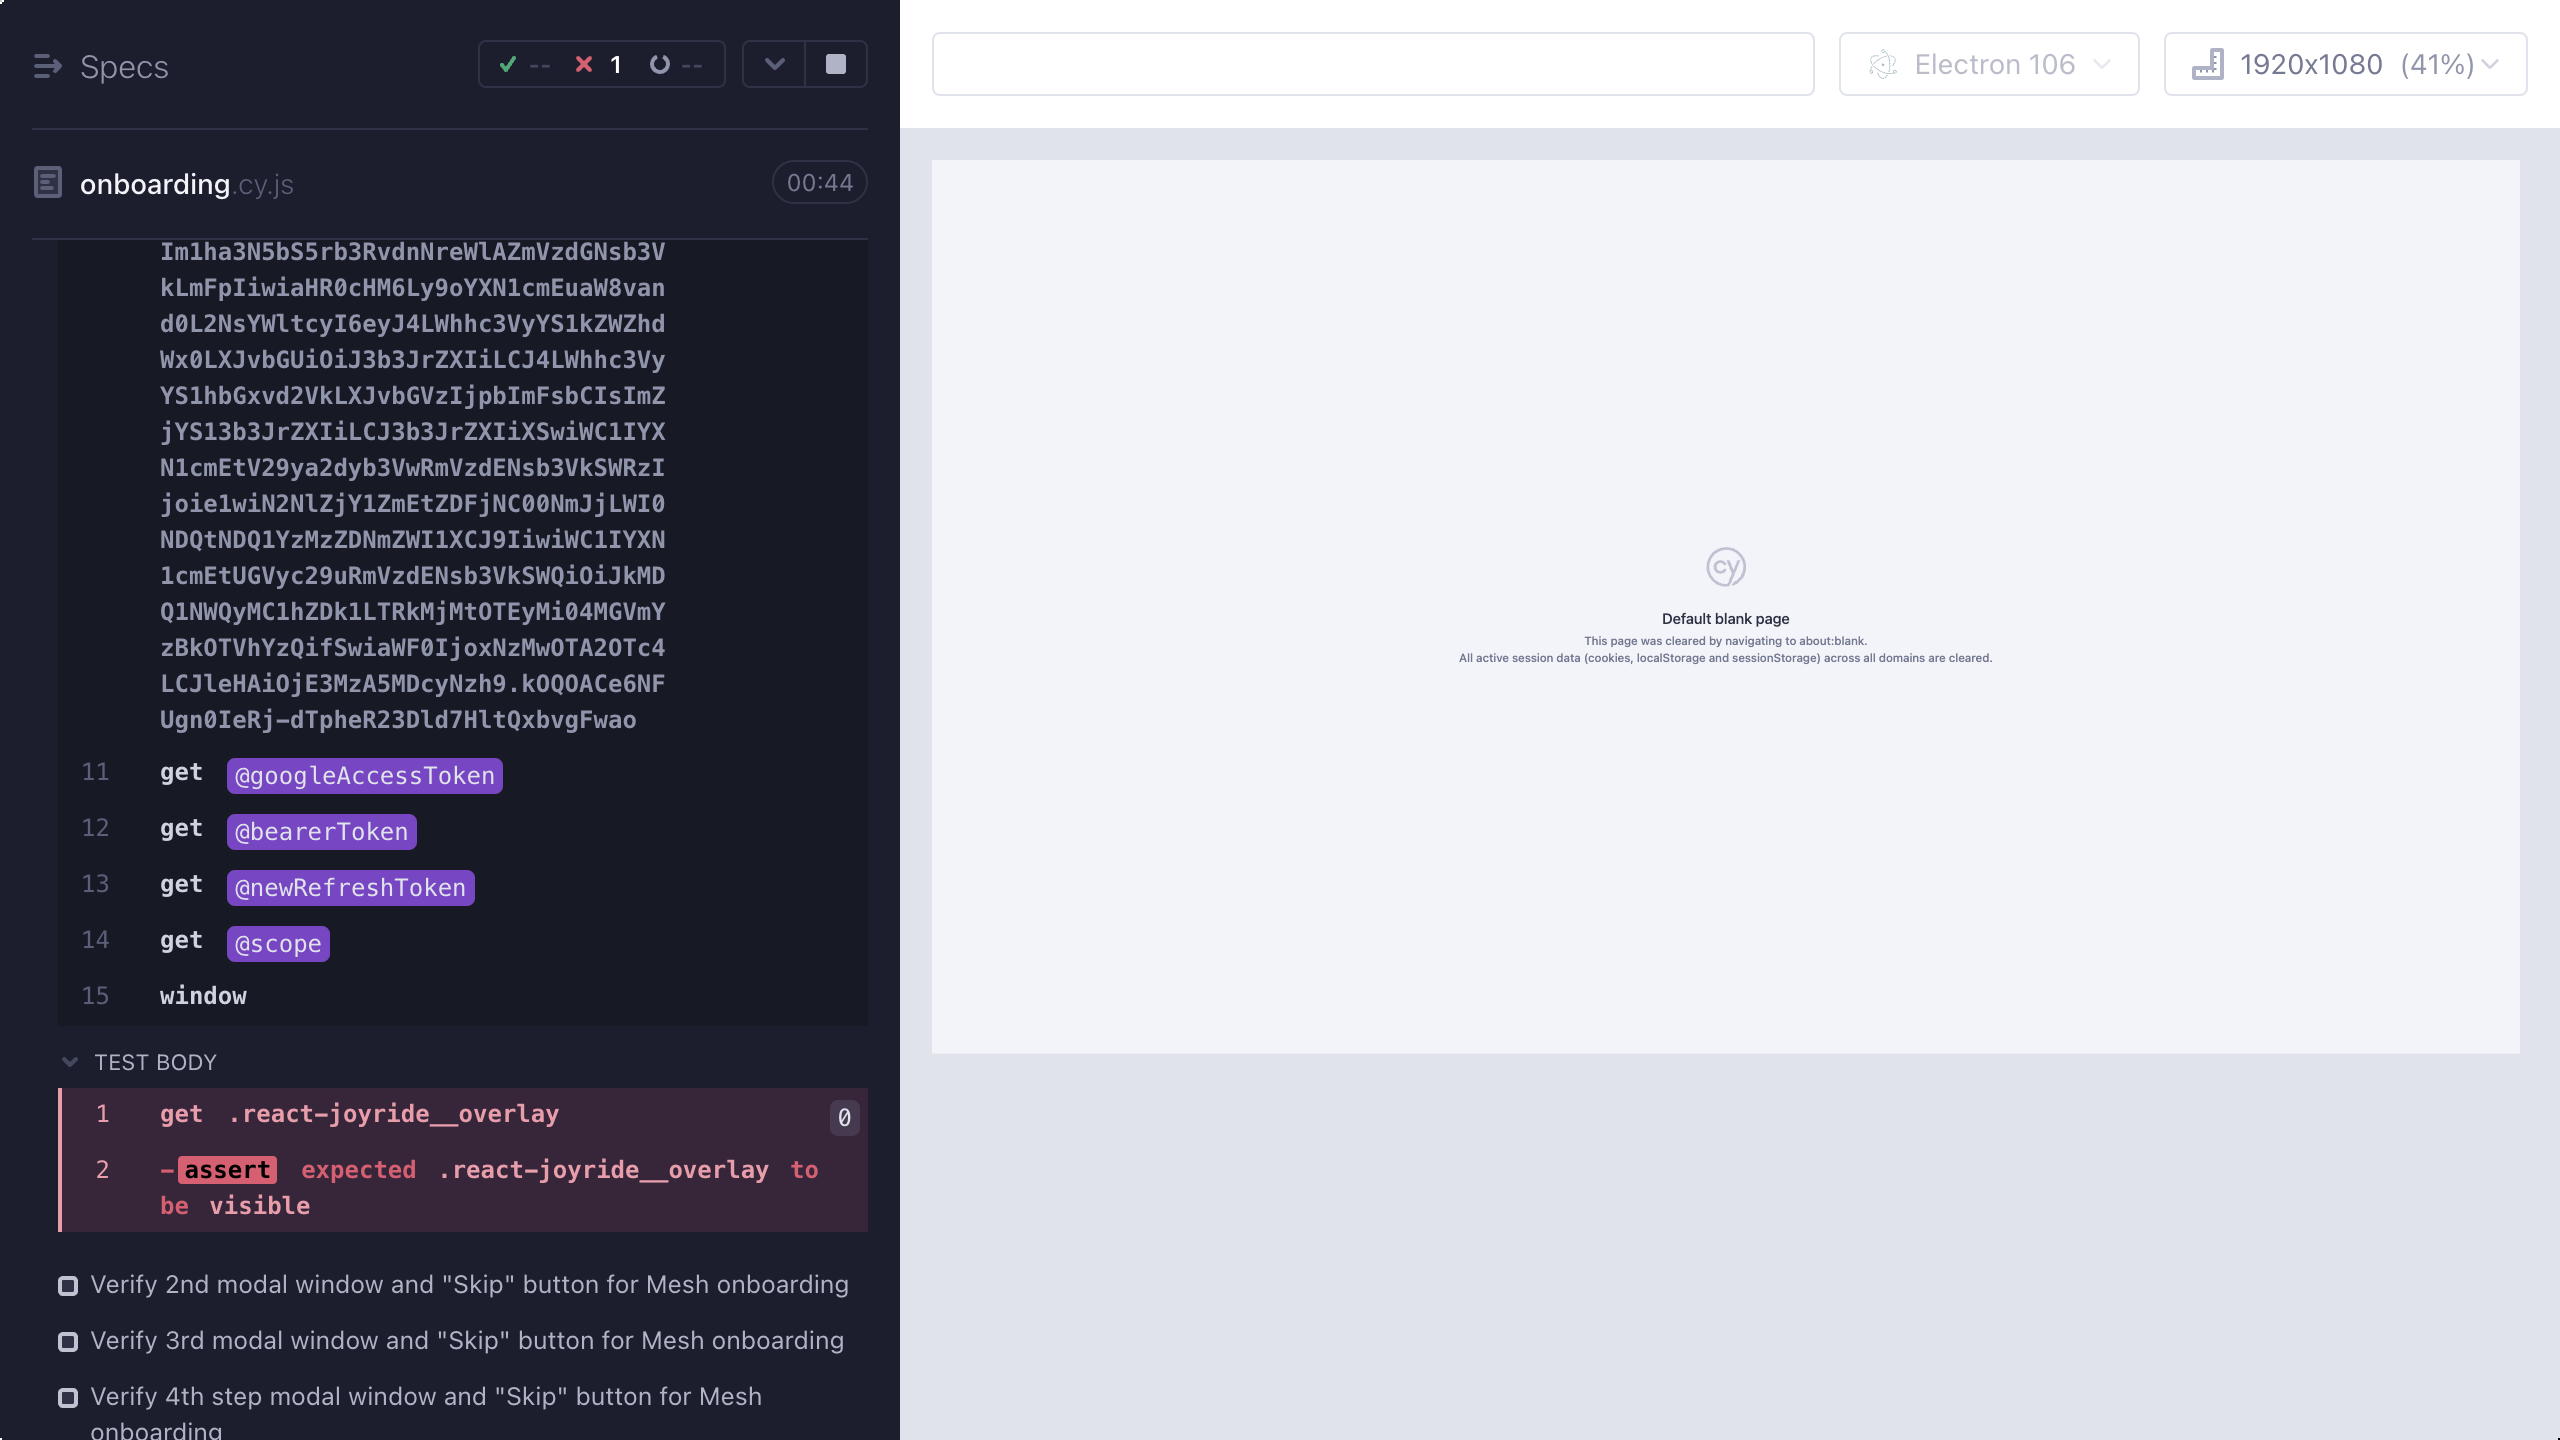 Specs
-- 1 --
onboarding.cy.js 00:44
Im1ha3N5bS5rb3RvdnNreWlAZmVzdGNsb3V
kLmFpIiwiaHR0cHM6Ly9oYXN1cmEuaW8van
d0L2NsYWltcyI6eyJ4LWhhc3VyYS1kZWZhd
Wx0LXJvbGUiOiJ3b3JrZXIiLCJ4LWhhc3Vy
YS1hbGxvd2VkLXJvbGVzIjpbImFsbCIsImZ
jYS13b3JrZXIiLCJ3b3JrZXIiXSwiWC1IYX
N1cmEtV29ya2dyb3VwRmVzdENsb3VkSWRzI
joie1wiN2NlZjY1ZmEtZDFjNC00NmJjLWI0
NDQtNDQ1YzMzZDNmZWI1XCJ9IiwiWC1IYXN
1cmEtUGVyc29uRmVzdENsb3VkSWQiOiJkMD
Q1NWQyMC1hZDk1LTRkMjMtOTEyMi04MGVmY
zBkOTVhYzQifSwiaWF0IjoxNzMwOTA2OTc4
LCJleHAiOjE3MzA5MDcyNzh9.kOQOACe6NF
Ugn0IeRj-dTpheR23Dld7HltQxbvgFwao
11 get @googleAccessToken
12 get @bearerToken
13 get @newRefreshToken
14 get @scope
15 window
TEST BODY
1 get .react-joyride__overlay 0
2 -assert expected .react-joyride__overlay to
be visible
Verify 2nd modal window and "Skip" button for Mesh onboarding
Verify 3rd modal window and "Skip" button for Mesh onboarding
Verify 4th step modal window and "Skip" button for Mesh
onboarding
Electron 106
1920x1080 (41%)
cy
Default blank page
This page was cleared by navigating to about:blank.
All active session data (cookies, localStorage and sessionStorage) across all domains are cleared.